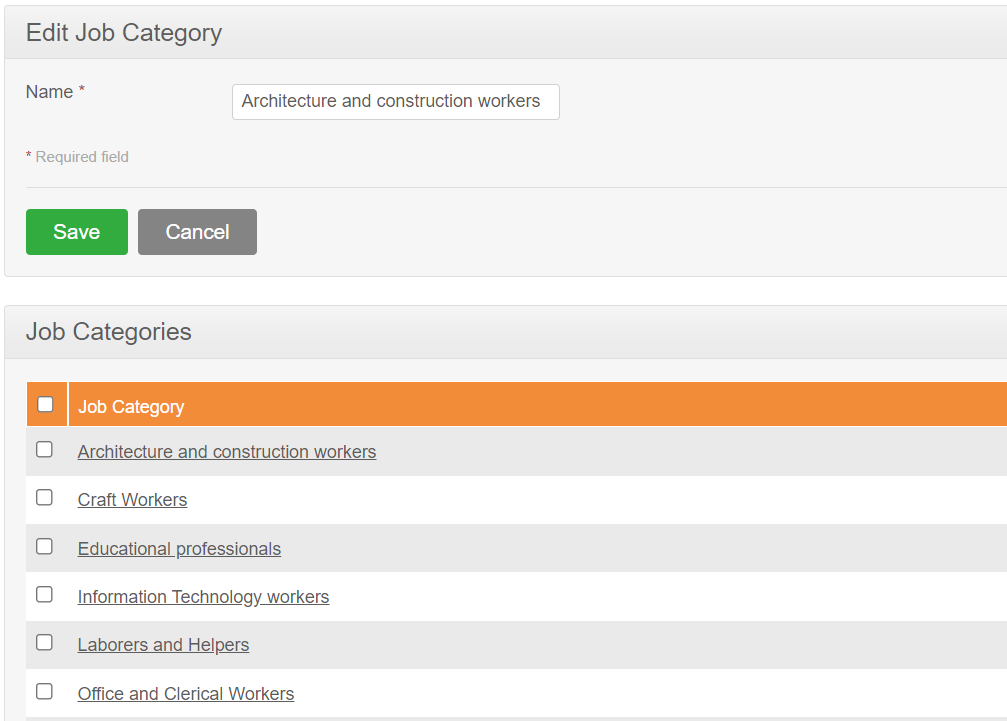 Edit Job Category
Name *
Architecture and construction workers
* Required field
Save Cancel
Job Categories
Job Category
Architecture and construction workers
Craft Workers
Educational professionals
Information Technology workers
Laborers and Helpers
Office and Clerical Workers